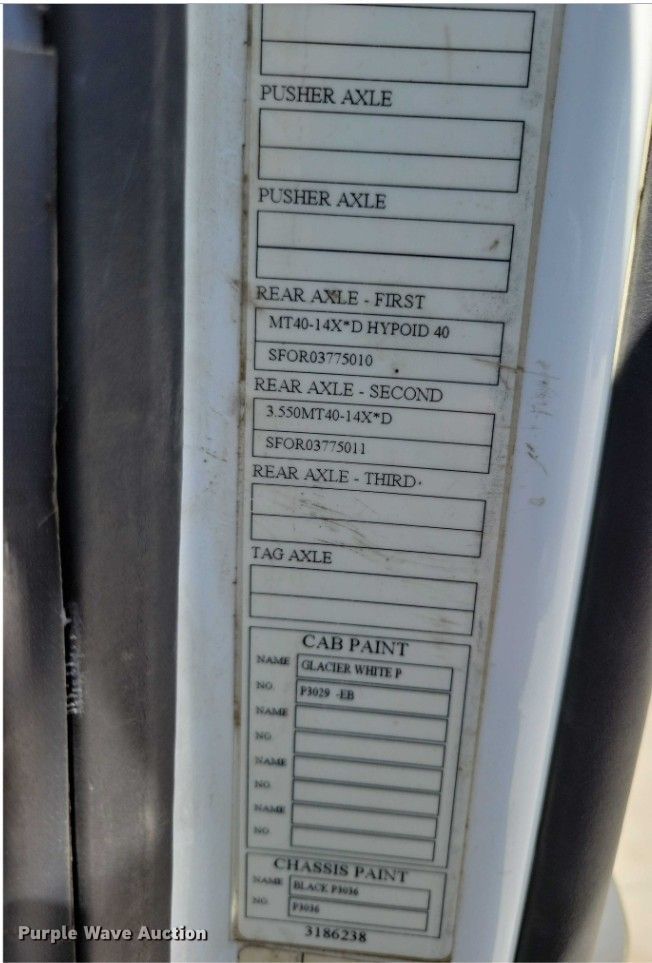 PUSHER AXLE
PUSHER AXLE
REAR AXLE - FIRST
MT40-14X*D HYPOID 40
SFOR03775010
REAR AXLE - SECOND
3.550MT40-14X*D
SFOR03775011
REAR AXLE - THIRD
TAG AXLE
CAB PAINT
NAME GLACIER WHITE P
NO. P3029 -EB
NAME
NO.
NAME
NO.
NAME
NO
CHASSIS PAINT
NAME BLACK P3036
NO. P3036
3186238
Purple Wave Auction